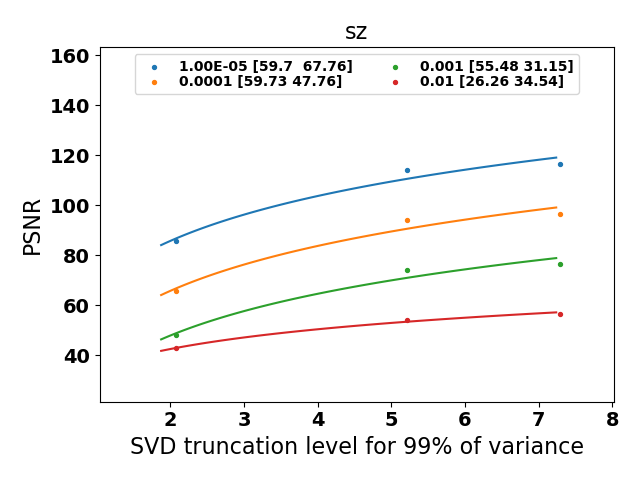 sz
160
140
120
100
80
60
40
PSNR
1.00E-05 [59.7  67.76]
0.0001 [59.73 47.76]
0.001 [55.48 31.15]
0.01 [26.26 34.54]
2 3 4 5 6 7 8
SVD truncation level for 99% of variance